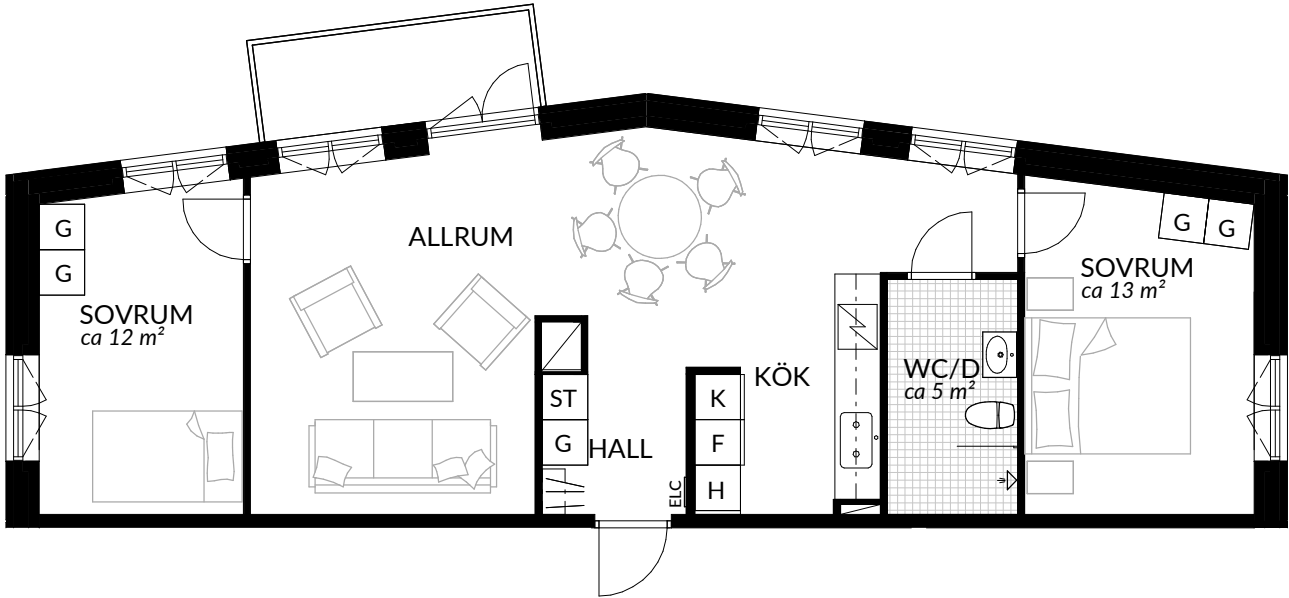 G
G
SOVRUM
ca 12 m²
ALLRUM
ST
G
HALL
ELC
K
F
H
KÖK
WC/D
ca 5 m²
G
G
SOVRUM
ca 13 m²